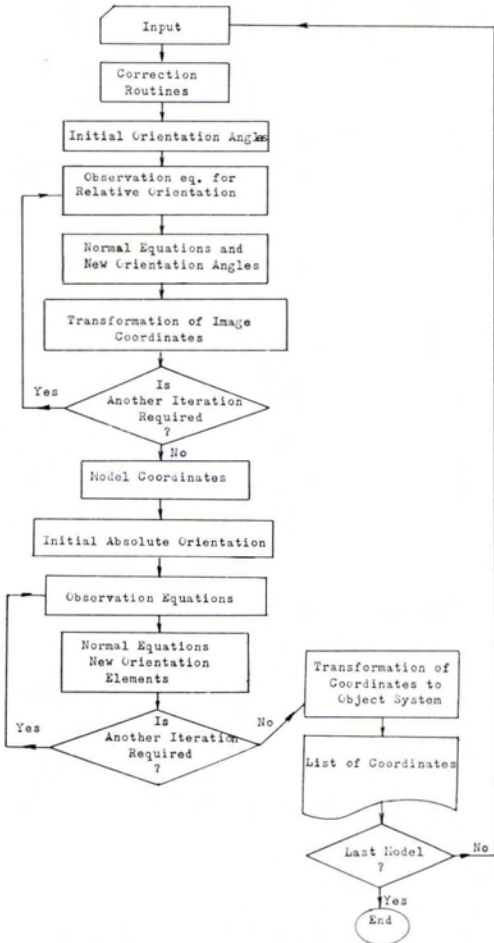 Input
Correction
Routines
Initial Orientation Angles
Observation eq. for
Relative Orientation
Normal Equations and
New Orientation Angles
Transformation of Image
Coordinates
Yes
Is
Another Iteration
Required
?
No
Model Coordinates
Initial Absolute Orientation
Observation Equations
Normal Equations
New Orientation
Elements
Yes
Is
Another Iteration
Required
?
No
Transformation of
Coordinates to
Object System
List of Coordinates
Last Model
?
No
Yes
End